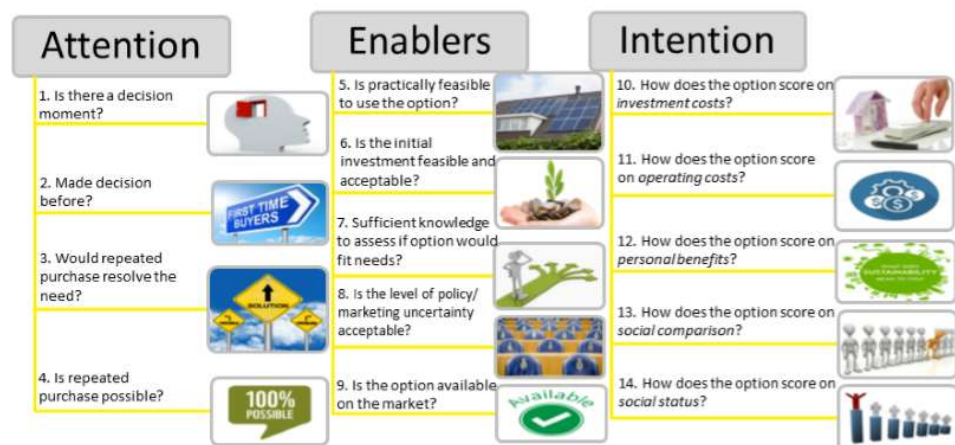 Attention
1. Is there a decision
moment?
2. Made decision
before?
FIRST TIME
BUYERS
3. Would repeated
purchase resolve the
need?
SOLUTION
4. Is repeated
purchase possible?
100%
POSSIBLE
Enablers
5. Is practically feasible
to use the option?
6. Is the initial
investment feasible and
acceptable?
7. Sufficient knowledge
to assess if option would
fit needs?
8. Is the level of policy/
marketing uncertainty
acceptable?
9. Is the option available
on the market?
Available
Intention
10. How does the option score on
investment costs?
11. How does the option score
on operating costs?
12. How does the option score on
personal benefits?
SUSTAINABILITY
13. How does the option score on
social comparison?
14. How does the option score on
social status?